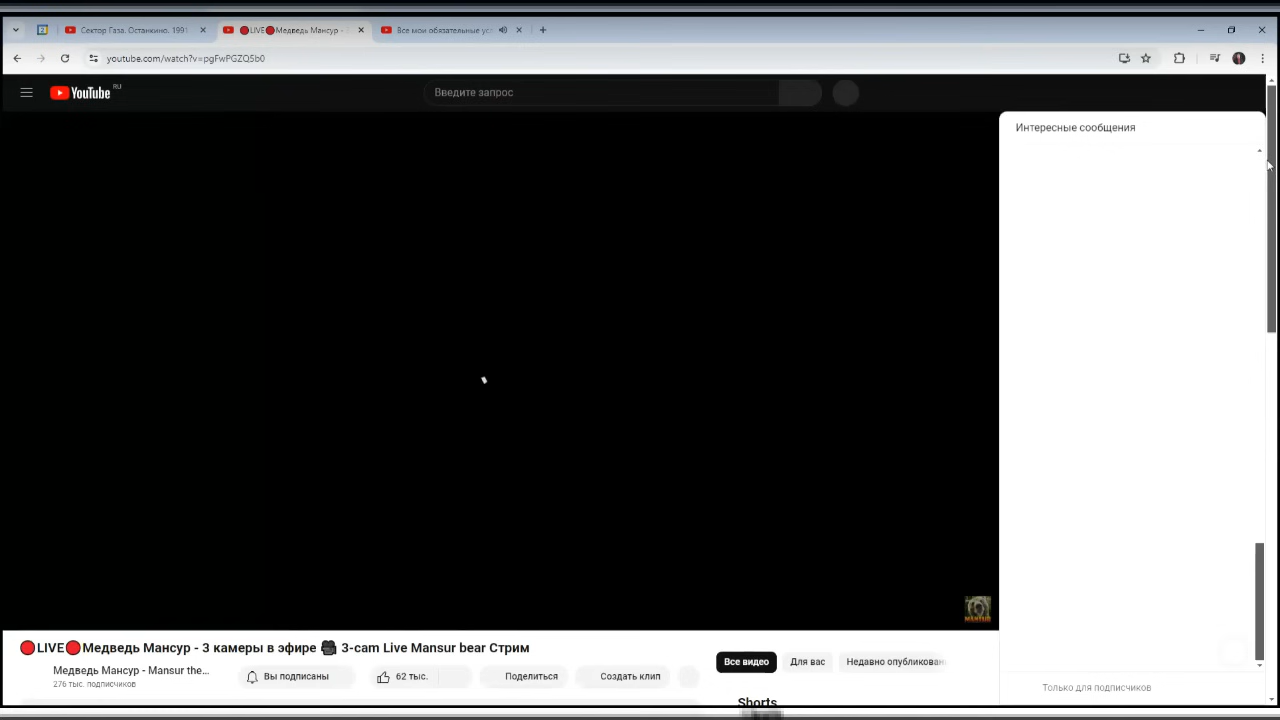 Сектор Газа. Останкино. 1991
🔴LIVE🔴Медведь Мансур -
Все мои обязательные усл
youtube.com/watch?v=pgFwPGZQ5b0
YouTube RU
Введите запрос
Интересные сообщения
MANSUR
🔴LIVE🔴Медведь Мансур - 3 камеры в эфире 🎥 3-cam Live Mansur bear Стрим
Медведь Мансур - Mansur the...
276 тыс. подписчиков
Вы подписаны
62 тыс.
Поделиться
Создать клип
Все видео
Для вас
Недавно опубликован
Shorts
Только для подписчиков